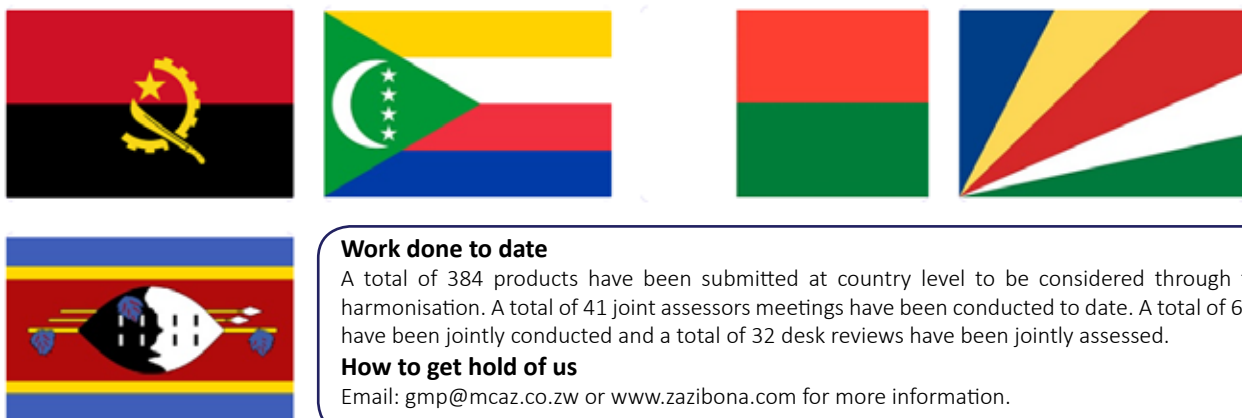 Work done to date
A total of 384 products have been submitted at country level to be considered through
harmonisation. A total of 41 joint assessors meetings have been conducted to date. A total of
have been jointly conducted and a total of 32 desk reviews have been jointly assessed.
How to get hold of us
Email: gmp@mcaz.co.zw or www.zazibona.com for more information.